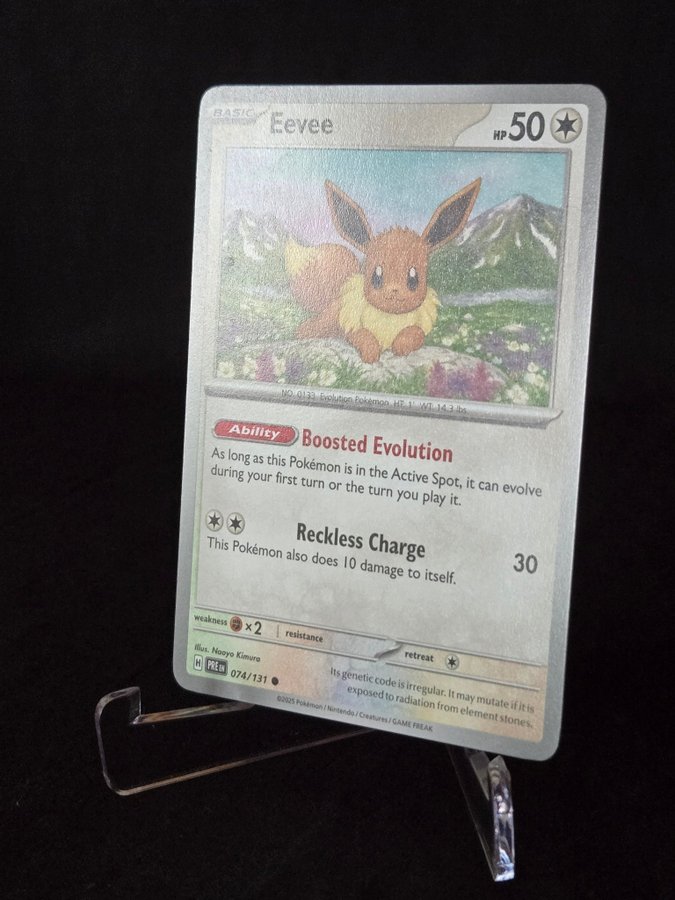 BASIC Eevee HP 50
NO. 0133 Evolution Pokémon HT: 1' WT: 14.3 lbs
Ability Boosted Evolution
As long as this Pokémon is in the Active Spot, it can evolve
during your first turn or the turn you play it.
Reckless Charge 30
This Pokémon also does 10 damage to itself.
weakness ×2 resistance retreat
Illus. Naoyo Kimura
H PRE EN 074/131
Its genetic code is irregular. It may mutate if it is
exposed to radiation from element stones.
©2025 Pokémon / Nintendo / Creatures / GAME FREAK